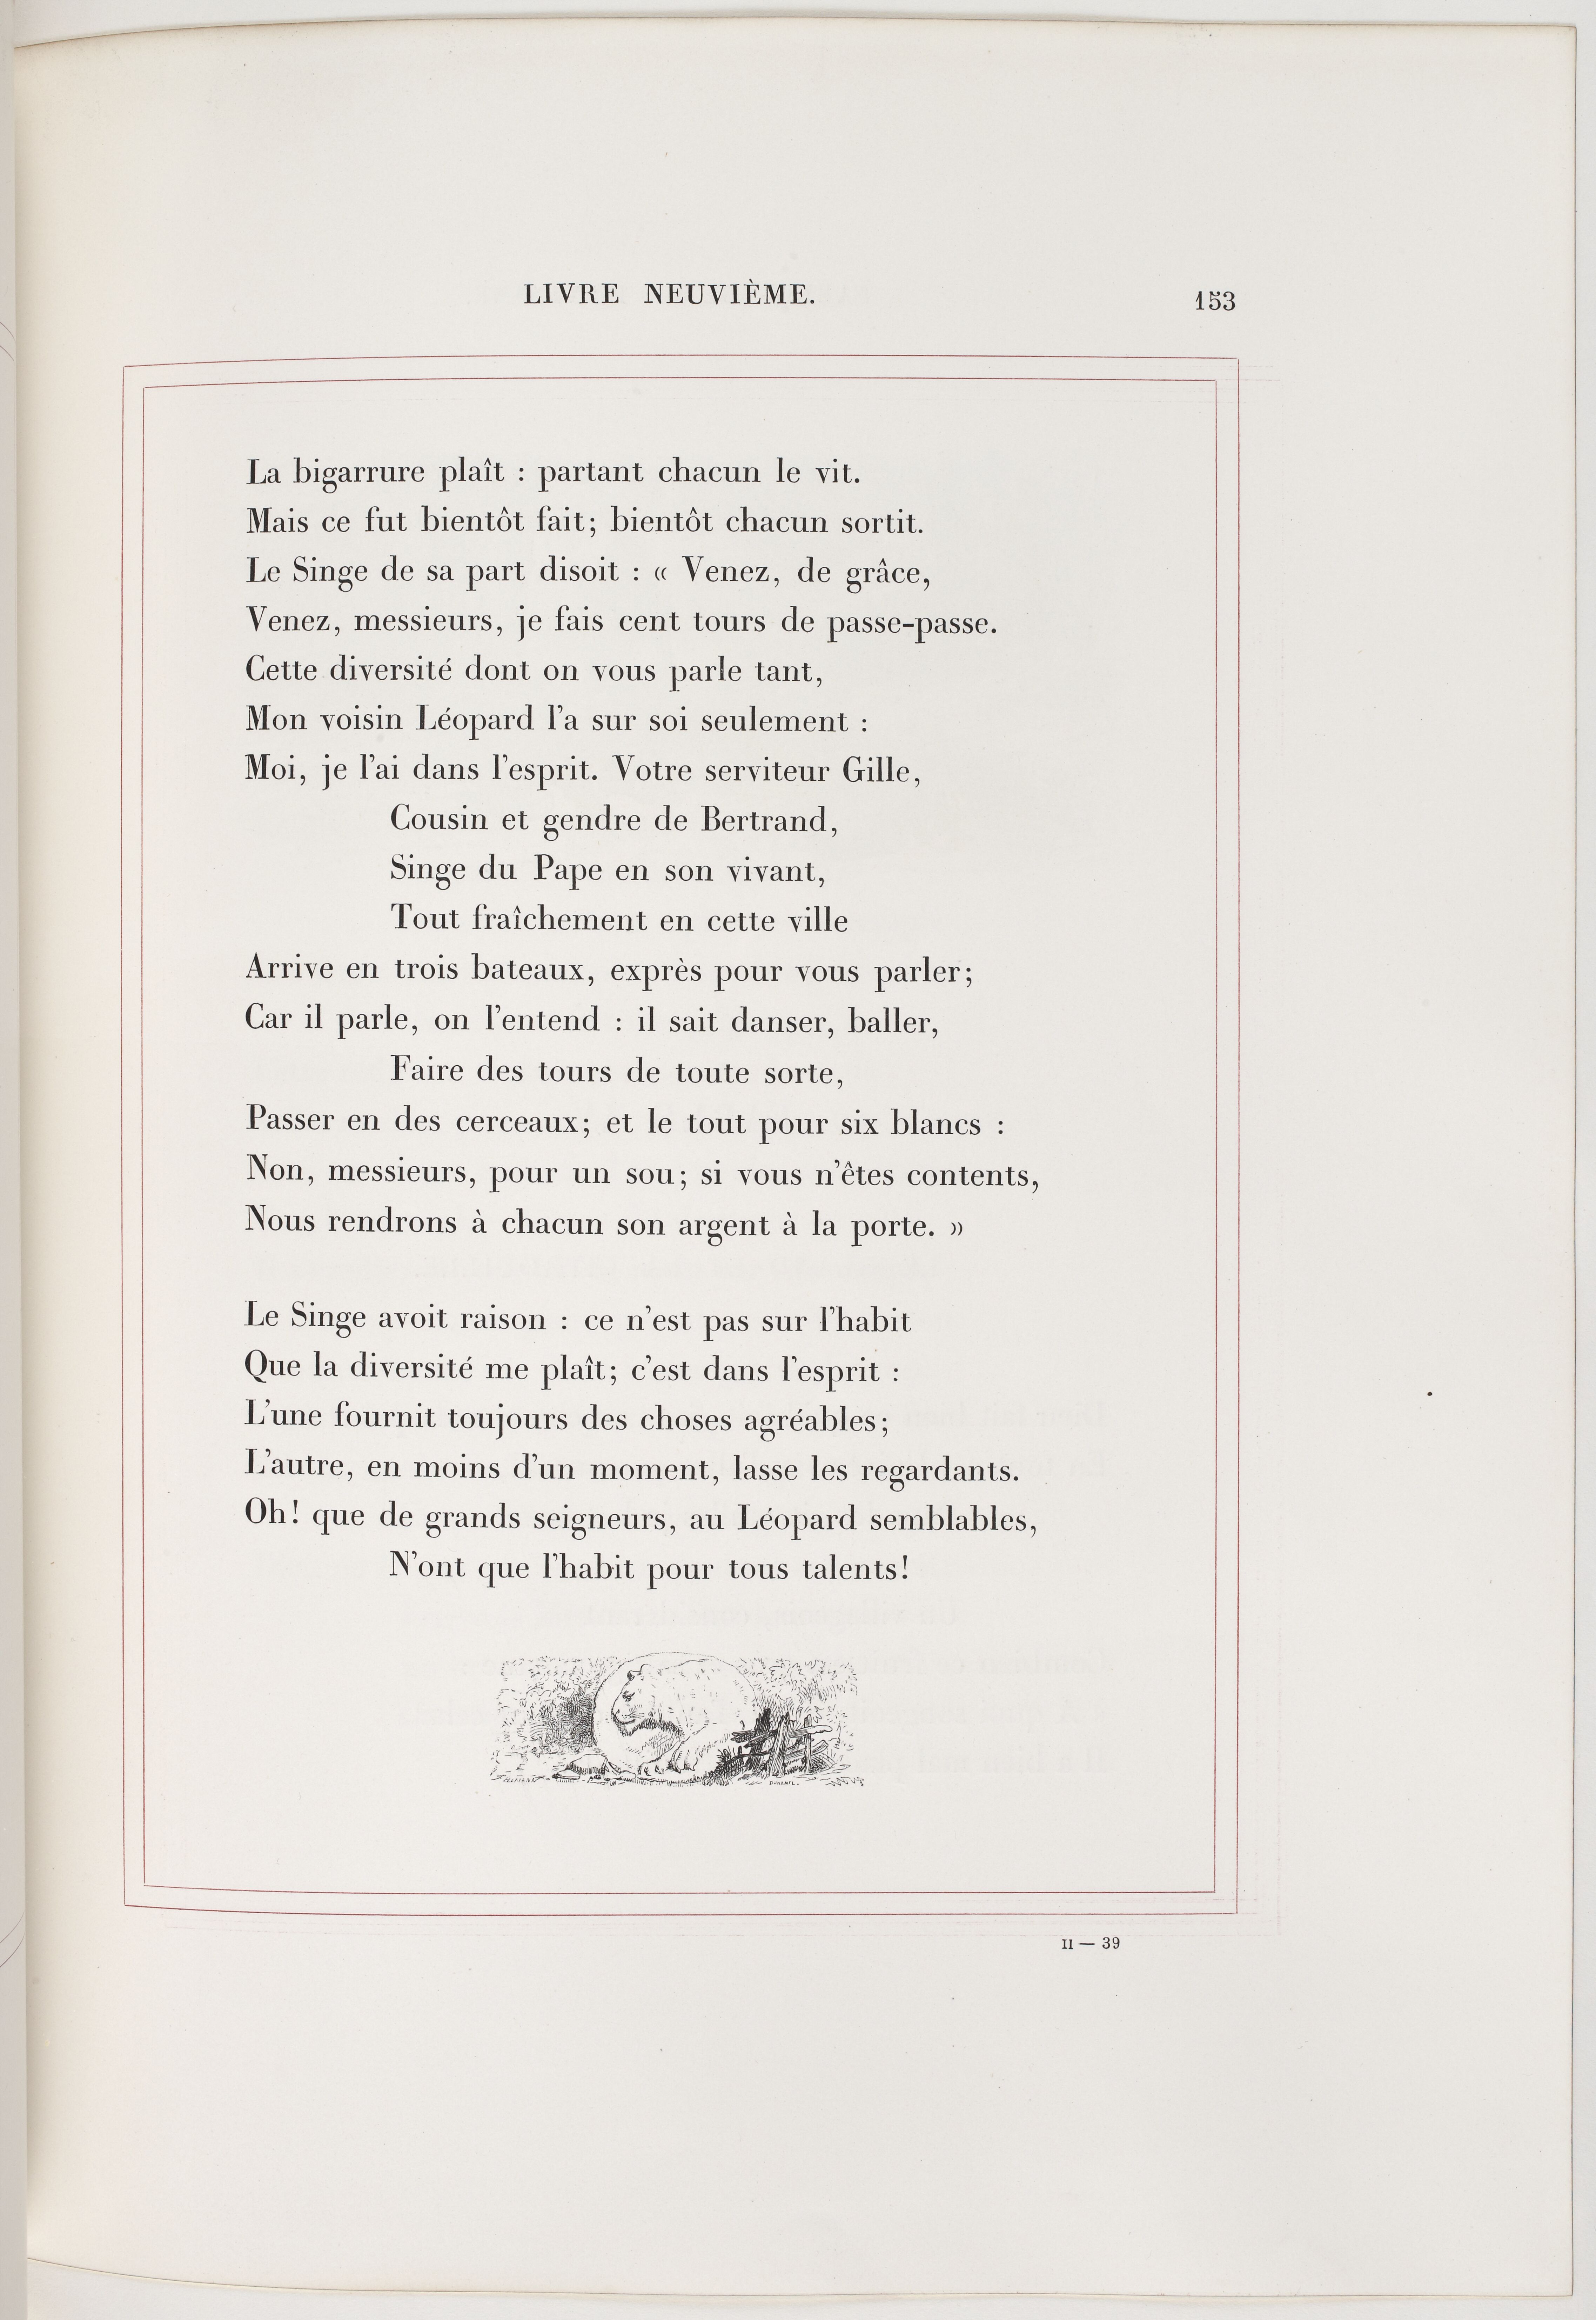 LIVRE NEUVIÈME.
153
La bigarrure plaît : partant chacun le vit.
Mais ce fut bientôt fait; bientôt chacun sortit.
Le Singe de sa part disoit : « Venez, de grâce,
Venez, messieurs, je fais cent tours de passe-passe.
Cette diversité dont on vous parle tant,
Mon voisin Léopard l'a sur soi seulement :
Moi, je l'ai dans l'esprit. Votre serviteur Gille,
Cousin et gendre de Bertrand,
Singe du Pape en son vivant,
Tout fraîchement en cette ville
Arrive en trois bateaux, exprès pour vous parler;
Car il parle, on l'entend : il sait danser, baller,
Faire des tours de toute sorte,
Passer en des cerceaux; et le tout pour six blancs :
Non, messieurs, pour un sou; si vous n'êtes contents,
Nous rendrons à chacun son argent à la porte. »
Le Singe avoit raison : ce n'est pas sur l'habit
Que la diversité me plaît; c'est dans l'esprit :
L'une fournit toujours des choses agréables;
L'autre, en moins d'un moment, lasse les regardants.
Oh! que de grands seigneurs, au Léopard semblables,
N'ont que l'habit pour tous talents!
II — 39